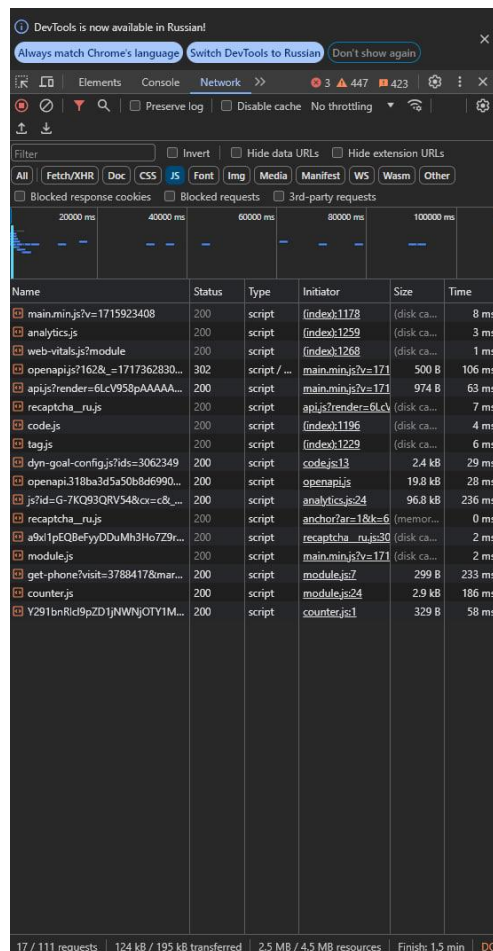 DevTools is now available in Russian!
Always match Chrome's language Switch DevTools to Russian Don't show again
Elements Console Network 3 447 423
Preserve log Disable cache No throttling
Filter Invert Hide data URLs Hide extension URLs
All Fetch/XHR Doc CSS JS Font Img Media Manifest WS Wasm Other
Blocked response cookies Blocked requests 3rd-party requests
20000 ms 40000 ms 60000 ms 80000 ms 100000 ms
Name Status Type Initiator Size Time
main.min.js?v=1715923408 200 script (index):1178 (disk ca... 8 ms
analytics.js 200 script (index):1259 (disk ca... 3 ms
web-vitals.js?module 200 script (index):1268 (disk ca... 1 ms
openapi.js?162&_=1717362830... 302 script / ... main.min.js?v=171 500 B 106 ms
api.js?render=6LcV958pAAAAA... 200 script main.min.js?v=171 974 B 63 ms
recaptcha__ru.js 200 script api.js?render=6LcV (disk ca... 7 ms
code.js 200 script (index):1196 (disk ca... 4 ms
tag.js 200 script (index):1229 (disk ca... 6 ms
dyn-goal-config.js?ids=3062349 200 script code.js:13 2.4 kB 29 ms
openapi.318ba3d5a50b8d6990... 200 script openapi.js 19.8 kB 28 ms
js?id=G-7KQ93QRV54&cx=c&_... 200 script analytics.js:24 96.8 kB 236 ms
recaptcha__ru.js 200 script anchor?ar=1&k=6 (memor... 0 ms
a9xl1pEQBeFyyDDuMh3Ho7Z9r... 200 script recaptcha__ru.js:30 (disk ca... 2 ms
module.js 200 script main.min.js?v=171 (disk ca... 2 ms
get-phone?visit=3788417&mar... 200 script module.js:7 299 B 233 ms
counter.js 200 script module.js:24 2.9 kB 186 ms
Y291bnRlcl9pZD1jNWNjOTY1M... 200 script counter.js:1 329 B 58 ms
17 / 111 requests 124 kB / 195 kB transferred 2.5 MB / 4.5 MB resources Finish: 1.5 min